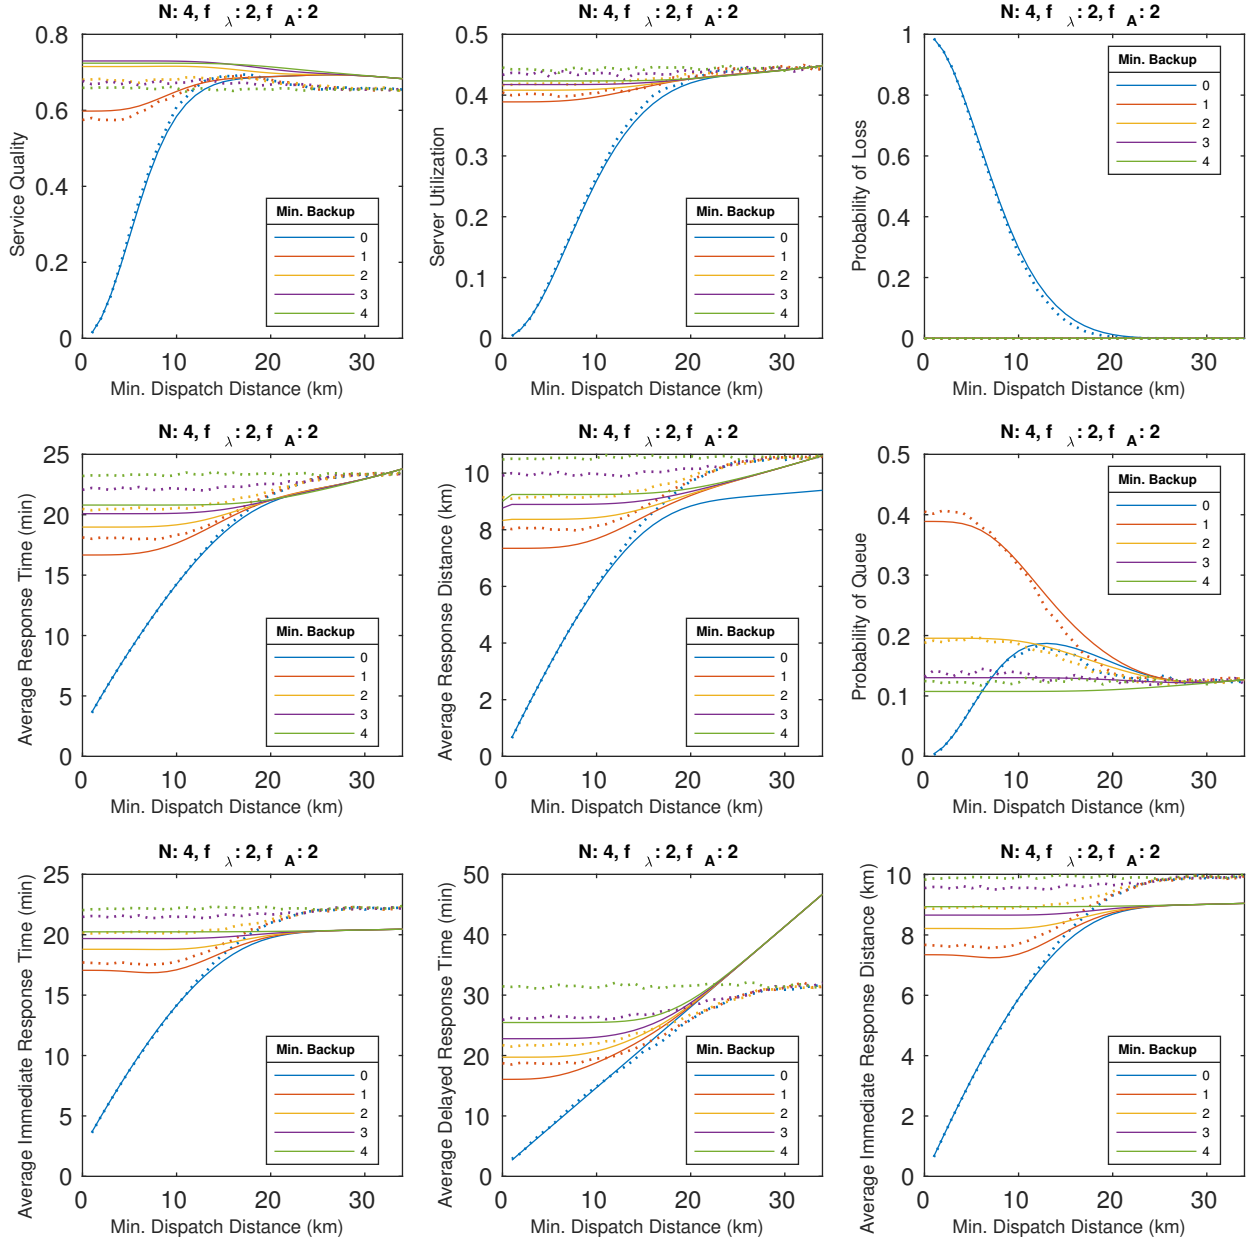 N: 4, f λ: 2, f A: 2
Service Quality
0.8
0.6
0.4
0.2
0
0 10 20 30
Min. Dispatch Distance (km)
Min. Backup
0
1
2
3
4
N: 4, f λ: 2, f A: 2
Server Utilization
0.5
0.4
0.3
0.2
0.1
0
0 10 20 30
Min. Dispatch Distance (km)
Min. Backup
0
1
2
3
4
N: 4, f λ: 2, f A: 2
Probability of Loss
1
0.8
0.6
0.4
0.2
0
0 10 20 30
Min. Dispatch Distance (km)
Min. Backup
0
1
2
3
4
N: 4, f λ: 2, f A: 2
Average Response Time (min)
25
20
15
10
5
0
0 10 20 30
Min. Dispatch Distance (km)
Min. Backup
0
1
2
3
4
N: 4, f λ: 2, f A: 2
Average Response Distance (km)
10
8
6
4
2
0
0 10 20 30
Min. Dispatch Distance (km)
Min. Backup
0
1
2
3
4
N: 4, f λ: 2, f A: 2
Probability of Queue
0.5
0.4
0.3
0.2
0.1
0
0 10 20 30
Min. Dispatch Distance (km)
Min. Backup
0
1
2
3
4
N: 4, f λ: 2, f A: 2
Average Immediate Response Time (min)
25
20
15
10
5
0
0 10 20 30
Min. Dispatch Distance (km)
Min. Backup
0
1
2
3
4
N: 4, f λ: 2, f A: 2
Average Delayed Response Time (min)
50
40
30
20
10
0
0 10 20 30
Min. Dispatch Distance (km)
Min. Backup
0
1
2
3
4
N: 4, f λ: 2, f A: 2
Average Immediate Response Distance (km)
10
8
6
4
2
0
0 10 20 30
Min. Dispatch Distance (km)
Min. Backup
0
1
2
3
4